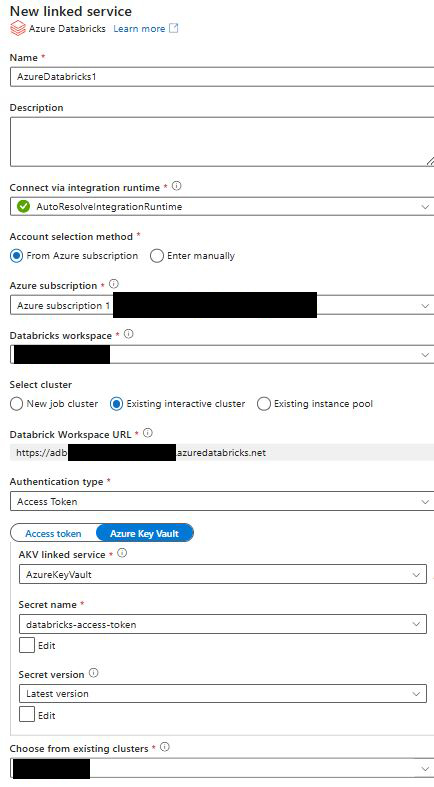 New linked service
Azure Databricks Learn more
Name *
AzureDatabricks1
Description
Connect via integration runtime *
AutoResolveIntegrationRuntime
Account selection method *
From Azure subscription Enter manually
Azure subscription *
Azure subscription 1
Databricks workspace *
Select cluster
New job cluster Existing interactive cluster Existing instance pool
Databrick Workspace URL *
https://adb .azuredatabricks.net
Authentication type *
Access Token
Access token Azure Key Vault
AKV linked service *
AzureKeyVault
Secret name *
databricks-access-token
Edit
Secret version
Latest version
Edit
Choose from existing clusters *